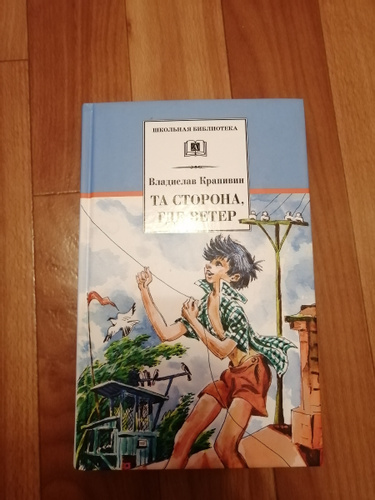 ШКОЛЬНАЯ БИБЛИОТЕКА
Владислав Крапивин
ТА СТОРОНА,
ГДЕ ВЕТЕР